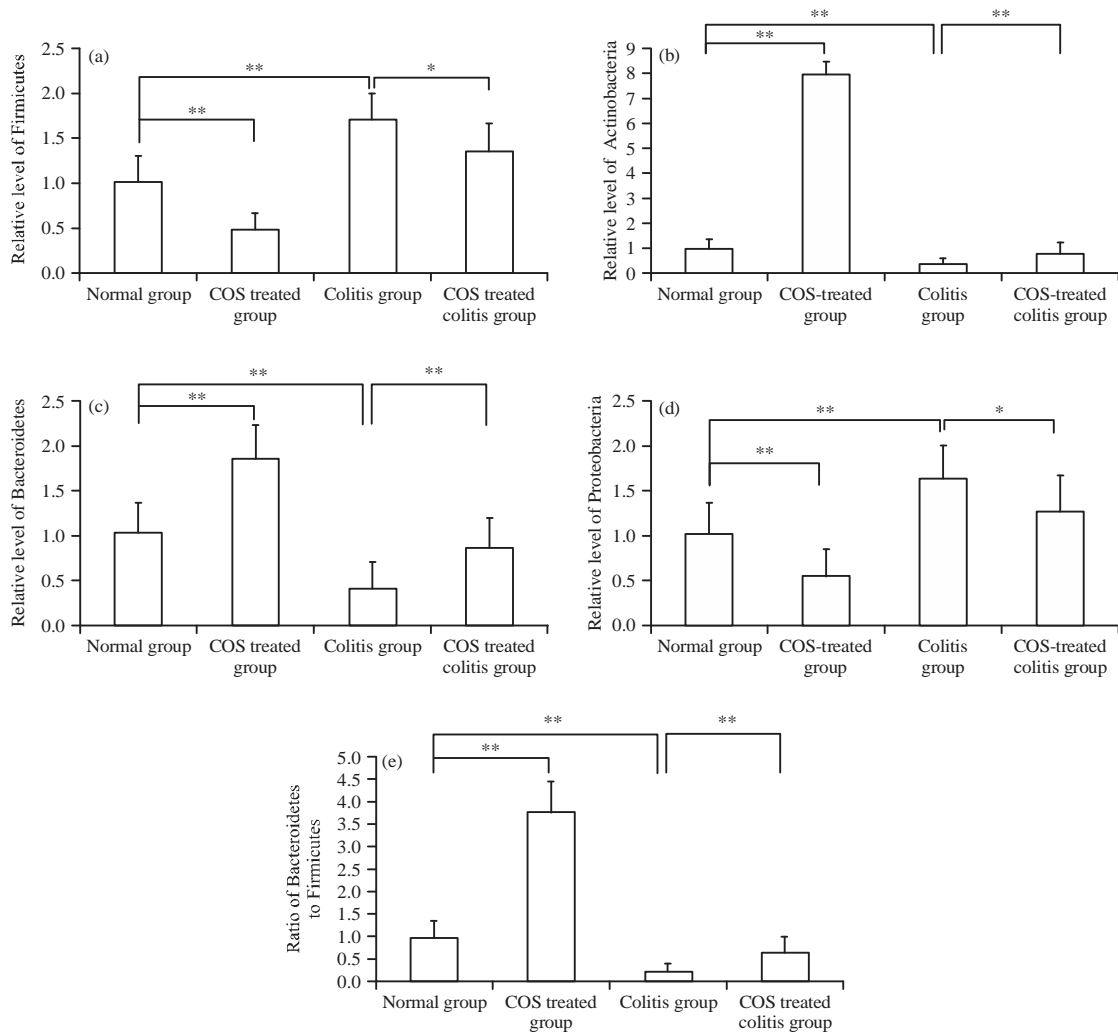 (a)
Relative level of Firmicutes
2.5
2.0
1.5
1.0
0.5
0.0
**
**
*
Normal group
COS treated
group
Colitis group
COS treated
colitis group
(b)
Relative level of Actinobacteria
9
8
7
6
5
4
3
2
1
0
**
**
**
Normal group
COS-treated
group
Colitis
group
COS-treated
colitis group
(c)
Relative level of Bacteroidetes
2.5
2.0
1.5
1.0
0.5
0.0
**
**
**
Normal group
COS treated
group
Colitis group
COS treated
colitis group
(d)
Relative level of Proteobacteria
2.5
2.0
1.5
1.0
0.5
0.0
**
**
*
Normal group
COS-treated
group
Colitis
group
COS-treated
colitis group
(e)
Ratio of Bacteroidetes
to Firmicutes
5.0
4.5
4.0
3.5
3.0
2.5
2.0
1.5
1.0
0.5
0.0
**
**
**
Normal group
COS treated
group
Colitis group
COS treated
colitis group